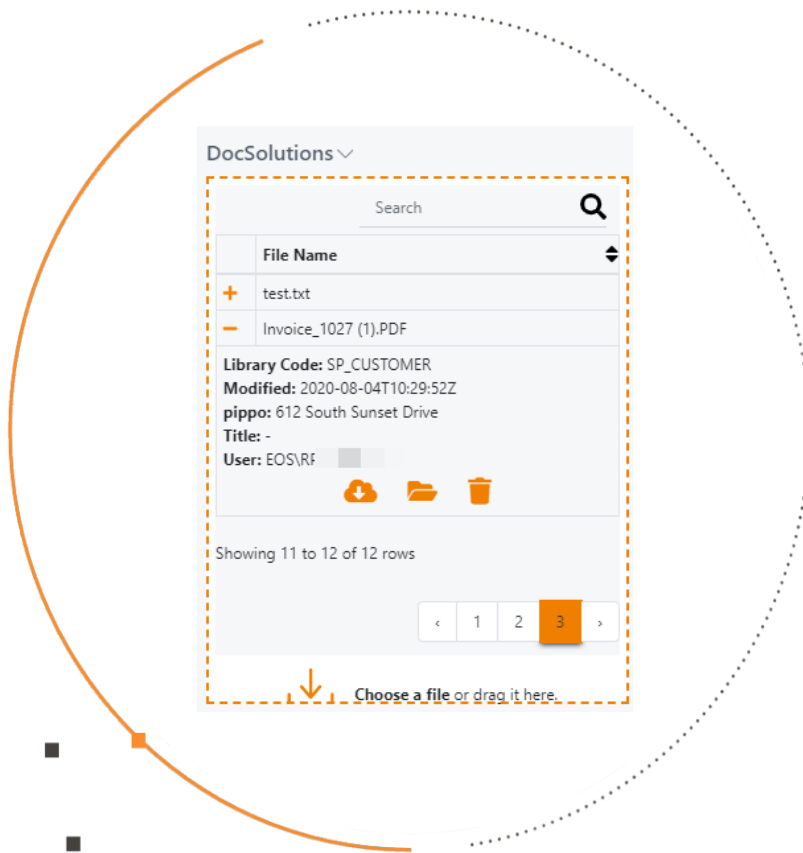 DocSolutions
Search
File Name
test.txt
Invoice_1027 (1).PDF
Library Code: SP_CUSTOMER
Modified: 2020-08-04T10:29:52Z
pippo: 612 South Sunset Drive
Title: -
User:
Showing 11 to 12 of 12 rows
‹ 1 2 3 ›
Choose a file or drag it here.